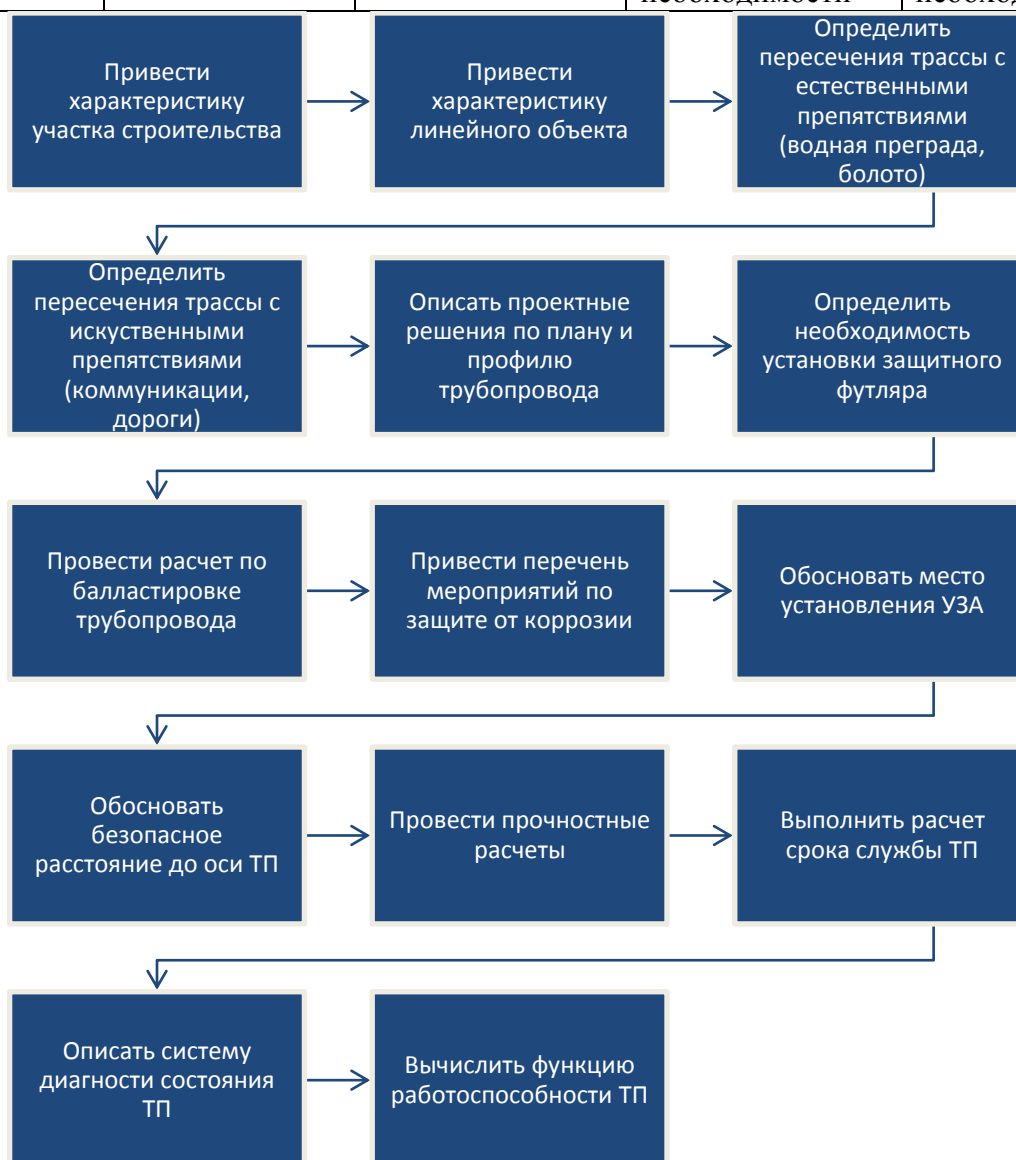 Привести
характеристику
участка строительства
Привести
характеристику
линейного объекта
Определить
пересечения трассы с
естественными
препятствиями
(водная преграда,
болото)
Определить
пересечения трассы с
искуственными
препятствиями
(коммуникации,
дороги)
Описать проектные
решения по плану и
профилю
трубопровода
Определить
необходимость
установки защитного
футляра
Провести расчет по
балластировке
трубопровода
Привести перечень
мероприятий по
защите от коррозии
Обосновать место
установления УЗА
Обосновать
безопасное
расстояние до оси ТП
Провести прочностные
расчеты
Выполнить расчет
срока службы ТП
Описать систему
диагности состояния
ТП
Вычислить функцию
работоспособности ТП